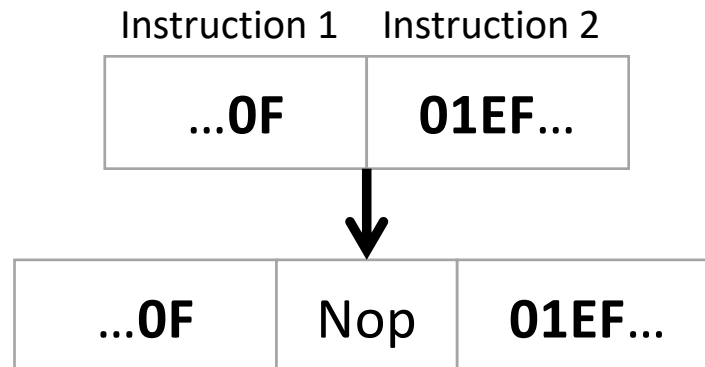 Instruction 1 Instruction 2
...0F 01EF...
...0F Nop 01EF...